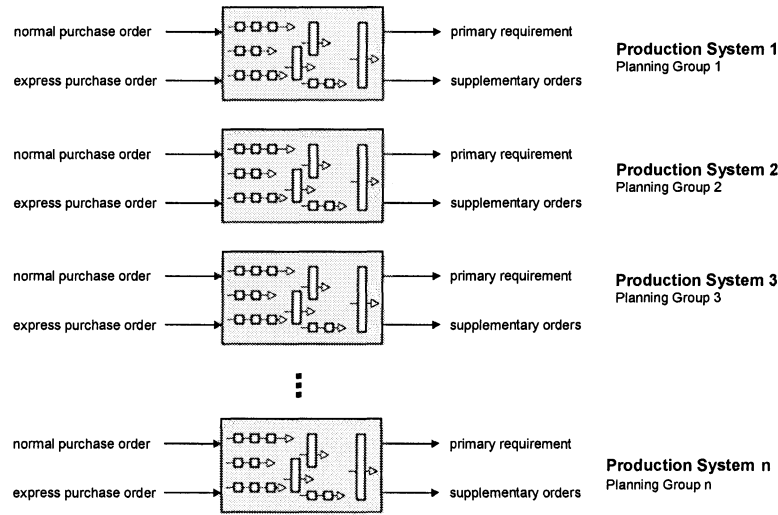 normal purchase order primary requirement
Production System 1
Planning Group 1
express purchase order supplementary orders
normal purchase order primary requirement
Production System 2
Planning Group 2
express purchase order supplementary orders
normal purchase order primary requirement
Production System 3
Planning Group 3
express purchase order supplementary orders
normal purchase order primary requirement
Production System n
Planning Group n
express purchase order supplementary orders